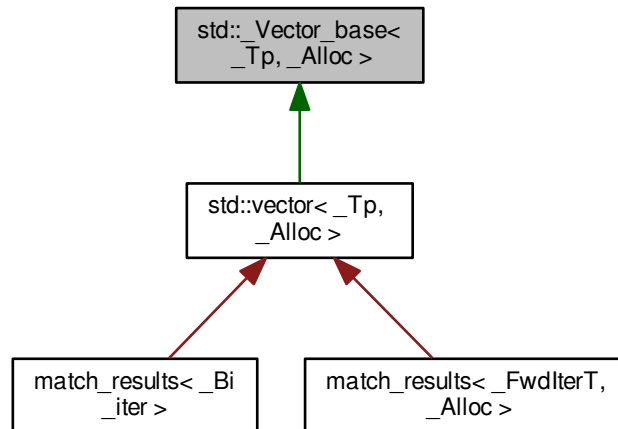 std::_Vector_base<
_Tp, _Alloc >
std::vector< _Tp,
_Alloc >
match_results< _Bi
_iter >
match_results< _FwdIterT,
_Alloc >